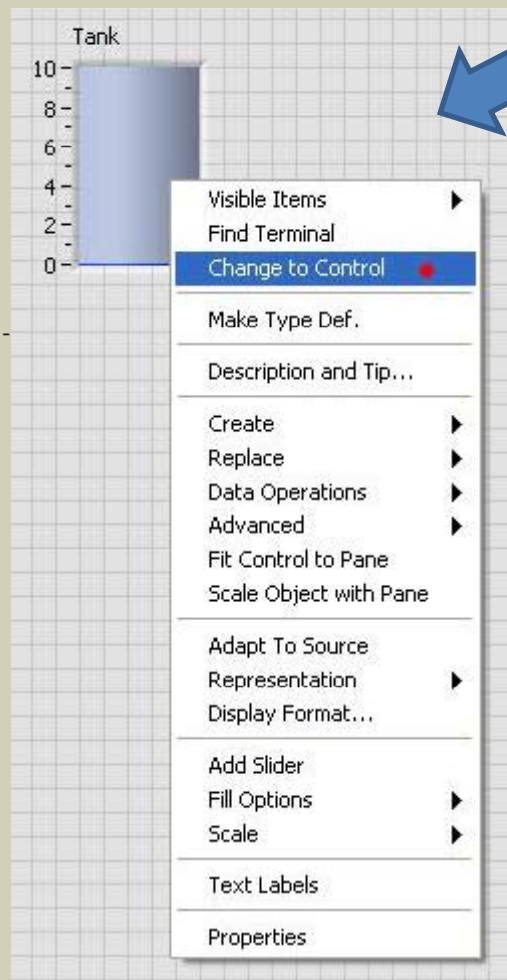 Tank
10
8
6
4
2
0
Visible Items
Find Terminal
Change to Control
Make Type Def.
Description and Tip...
Create
Replace
Data Operations
Advanced
Fit Control to Pane
Scale Object with Pane
Adapt To Source
Representation
Display Format...
Add Slider
Fill Options
Scale
Text Labels
Properties